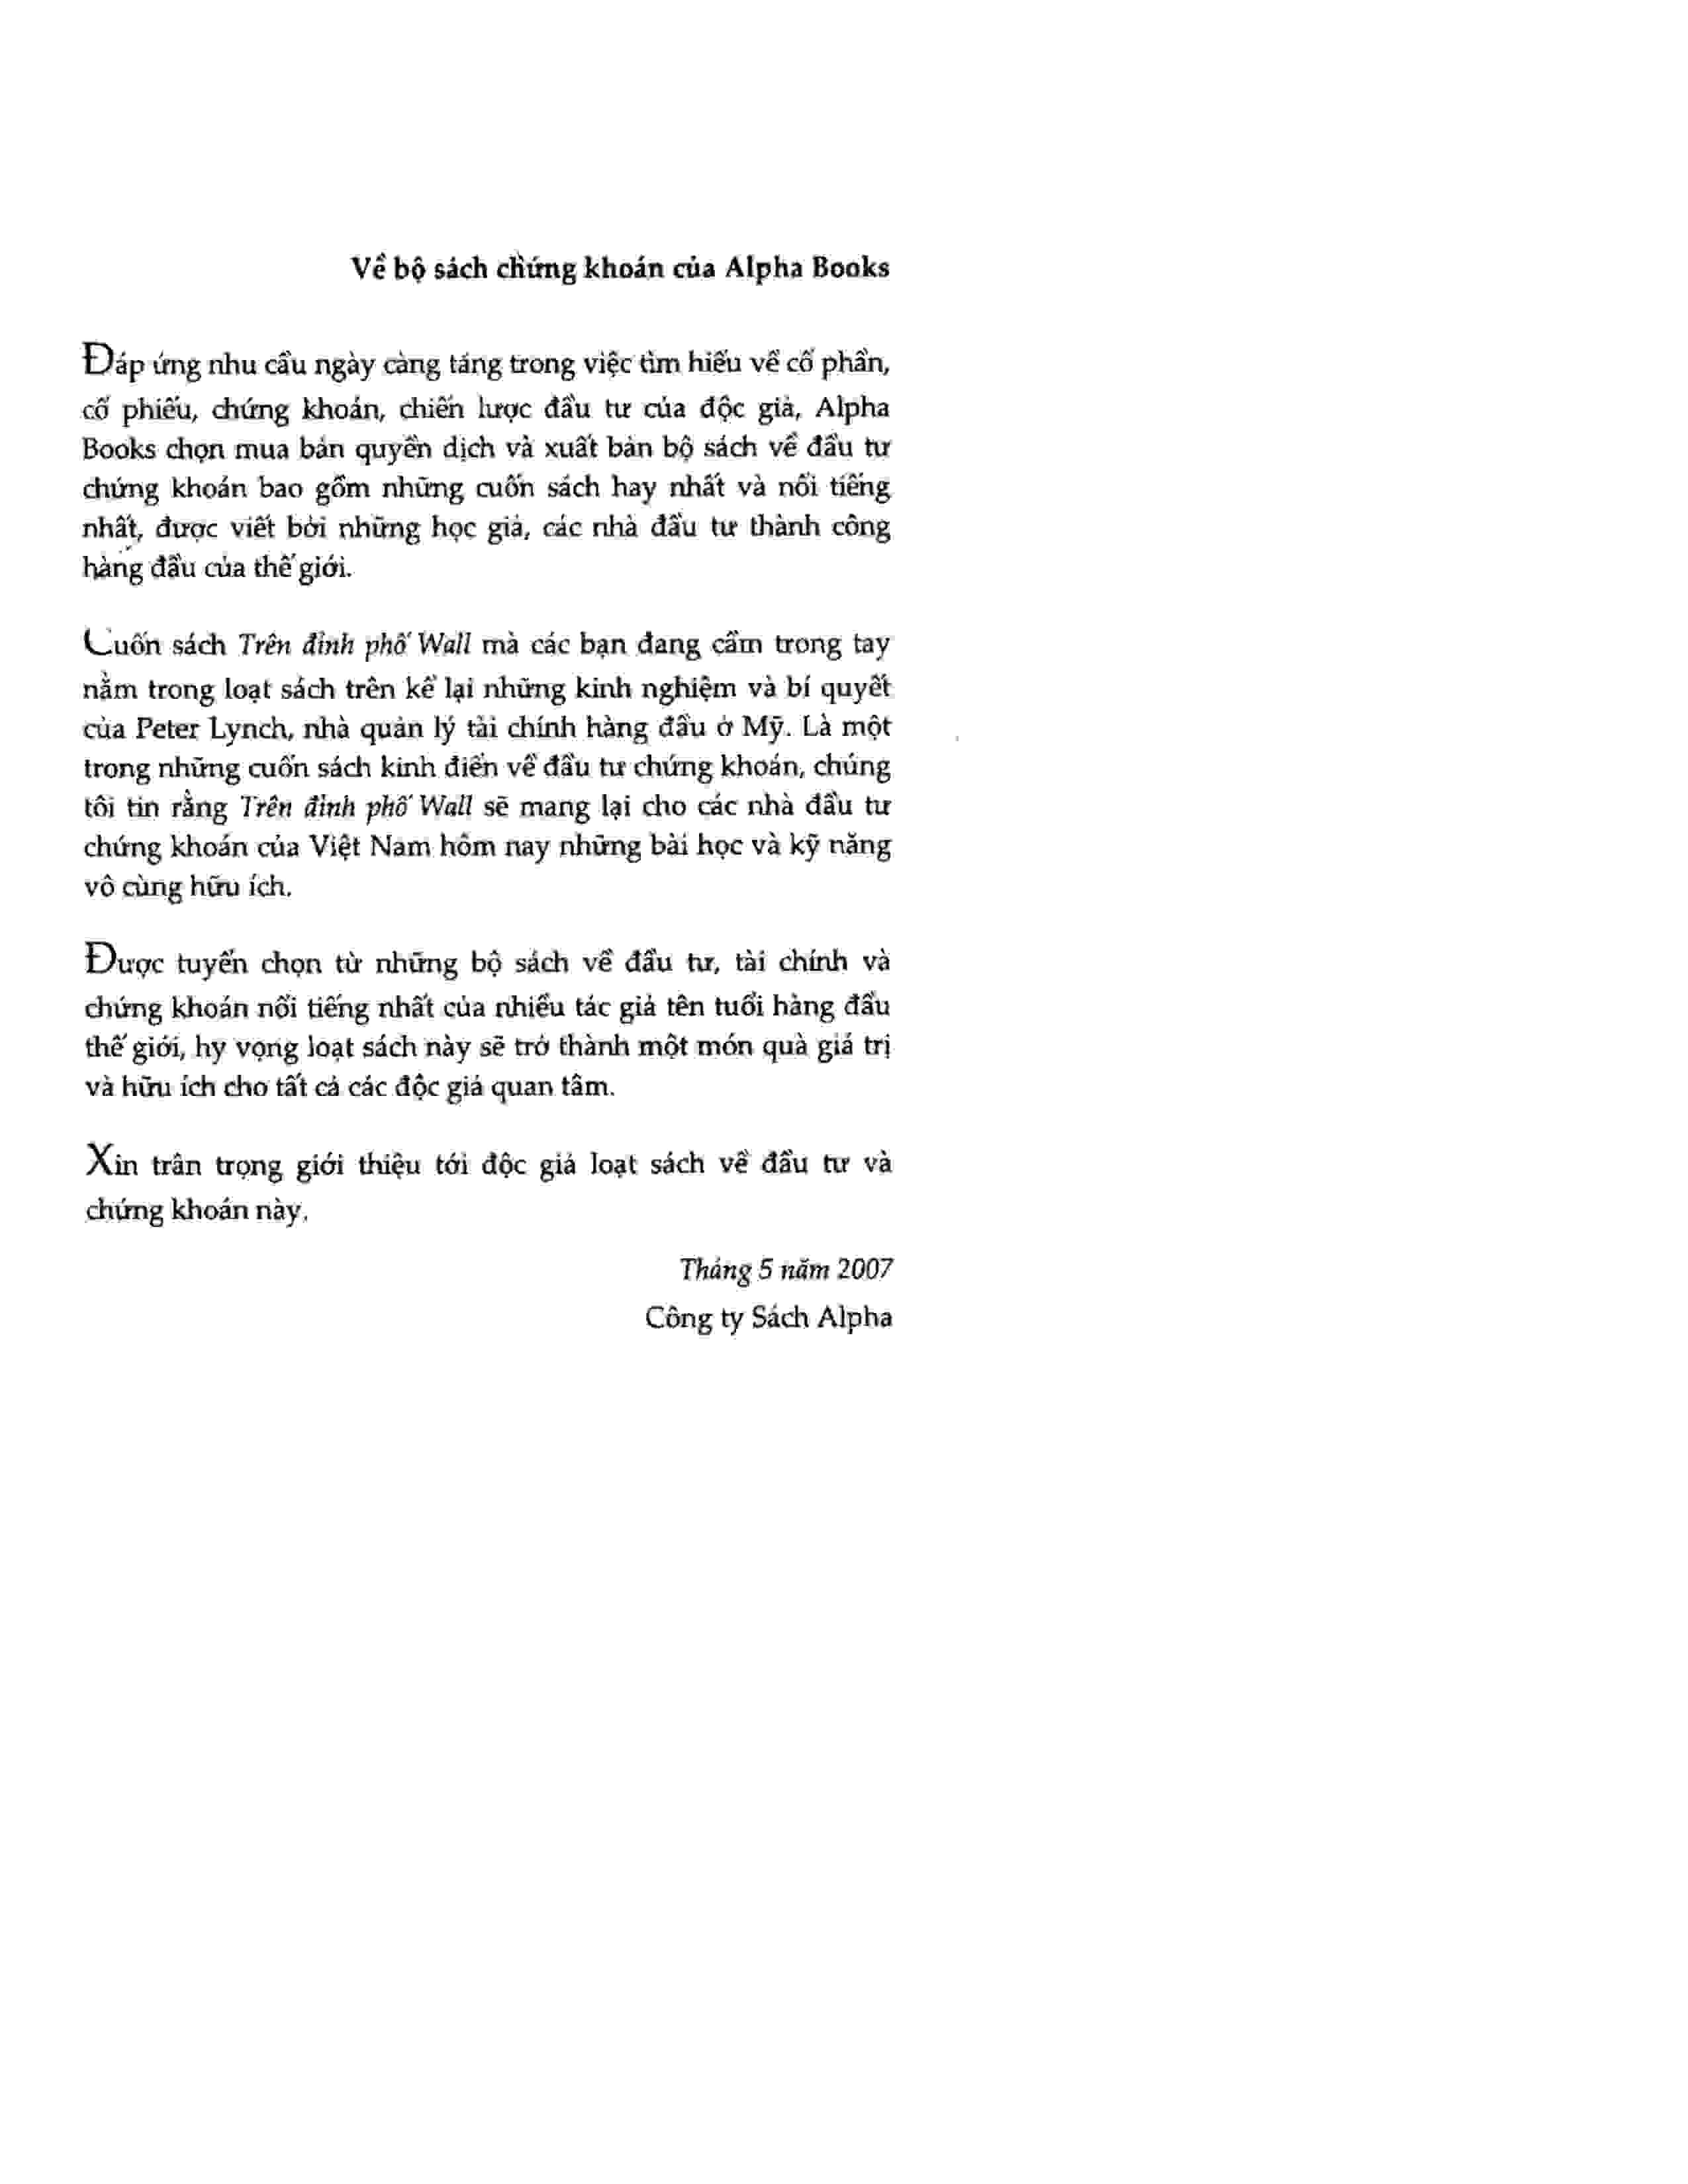 Về bộ sách chứng khoán của Alpha Books
Đáp ứng nhu cầu ngày càng tăng trong việc tìm hiểu về cổ phần,
cổ phiếu, chứng khoán, chiến lược đầu tư của độc giả, Alpha
Books chọn mua bản quyền dịch và xuất bản bộ sách về đầu tư
chứng khoán bao gồm những cuốn sách hay nhất và nổi tiếng
nhất, được viết bởi những học giả, các nhà đầu tư thành công
hàng đầu của thế giới.
Cuốn sách Trên đỉnh phố Wall mà các bạn đang cầm trong tay
nằm trong loạt sách trên kể lại những kinh nghiệm và bí quyết
của Peter Lynch, nhà quản lý tài chính hàng đầu ở Mỹ. Là một
trong những cuốn sách kinh điển về đầu tư chứng khoán, chúng
tôi tin rằng Trên đỉnh phố Wall sẽ mang lại cho các nhà đầu tư
chứng khoán của Việt Nam hôm nay những bài học và kỹ năng
vô cùng hữu ích.
Được tuyển chọn từ những bộ sách về đầu tư, tài chính và
chứng khoán nổi tiếng nhất của nhiều tác giả tên tuổi hàng đầu
thế giới, hy vọng loạt sách này sẽ trở thành một món quà giá trị
và hữu ích cho tất cả các độc giả quan tâm.
Xin trân trọng giới thiệu tới độc giả loạt sách về đầu tư và
chứng khoán này.
Tháng 5 năm 2007
Công ty Sách Alpha